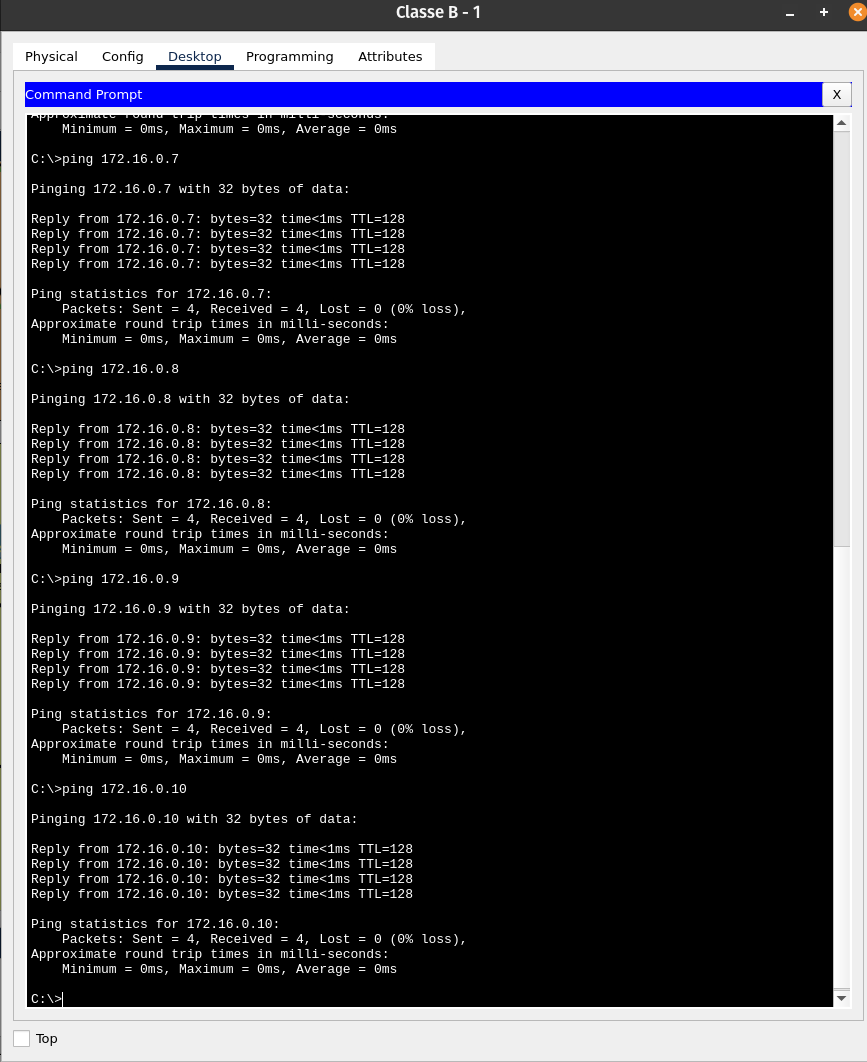 Classe B - 1
Physical Config Desktop Programming Attributes
Command Prompt X
Approximate round trip times in milli-seconds:
    Minimum = 0ms, Maximum = 0ms, Average = 0ms

C:\>ping 172.16.0.7

Pinging 172.16.0.7 with 32 bytes of data:

Reply from 172.16.0.7: bytes=32 time<1ms TTL=128
Reply from 172.16.0.7: bytes=32 time<1ms TTL=128
Reply from 172.16.0.7: bytes=32 time<1ms TTL=128
Reply from 172.16.0.7: bytes=32 time<1ms TTL=128

Ping statistics for 172.16.0.7:
    Packets: Sent = 4, Received = 4, Lost = 0 (0% loss),
Approximate round trip times in milli-seconds:
    Minimum = 0ms, Maximum = 0ms, Average = 0ms

C:\>ping 172.16.0.8

Pinging 172.16.0.8 with 32 bytes of data:

Reply from 172.16.0.8: bytes=32 time<1ms TTL=128
Reply from 172.16.0.8: bytes=32 time<1ms TTL=128
Reply from 172.16.0.8: bytes=32 time<1ms TTL=128
Reply from 172.16.0.8: bytes=32 time<1ms TTL=128

Ping statistics for 172.16.0.8:
    Packets: Sent = 4, Received = 4, Lost = 0 (0% loss),
Approximate round trip times in milli-seconds:
    Minimum = 0ms, Maximum = 0ms, Average = 0ms

C:\>ping 172.16.0.9

Pinging 172.16.0.9 with 32 bytes of data:

Reply from 172.16.0.9: bytes=32 time<1ms TTL=128
Reply from 172.16.0.9: bytes=32 time<1ms TTL=128
Reply from 172.16.0.9: bytes=32 time<1ms TTL=128
Reply from 172.16.0.9: bytes=32 time<1ms TTL=128

Ping statistics for 172.16.0.9:
    Packets: Sent = 4, Received = 4, Lost = 0 (0% loss),
Approximate round trip times in milli-seconds:
    Minimum = 0ms, Maximum = 0ms, Average = 0ms

C:\>ping 172.16.0.10

Pinging 172.16.0.10 with 32 bytes of data:

Reply from 172.16.0.10: bytes=32 time<1ms TTL=128
Reply from 172.16.0.10: bytes=32 time<1ms TTL=128
Reply from 172.16.0.10: bytes=32 time<1ms TTL=128
Reply from 172.16.0.10: bytes=32 time<1ms TTL=128

Ping statistics for 172.16.0.10:
    Packets: Sent = 4, Received = 4, Lost = 0 (0% loss),
Approximate round trip times in milli-seconds:
    Minimum = 0ms, Maximum = 0ms, Average = 0ms

C:\>
Top